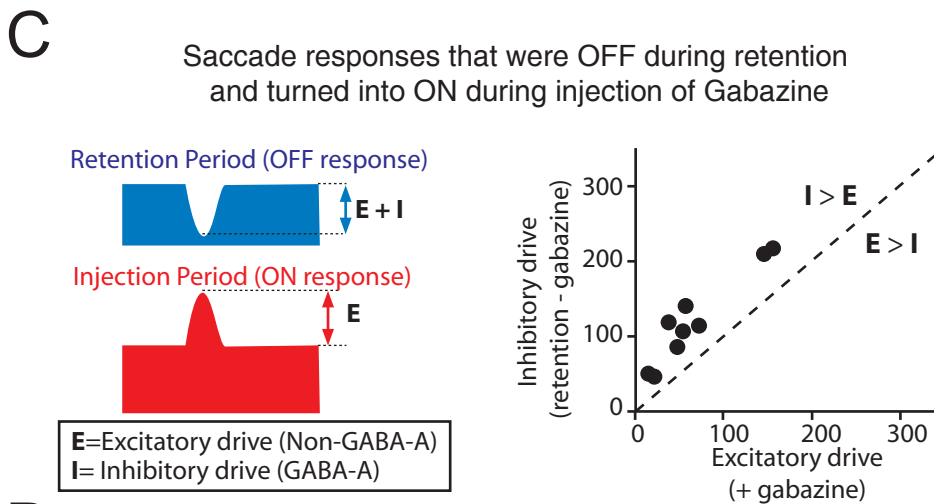 C
Saccade responses that were OFF during retention
and turned into ON during injection of Gabazine
Retention Period (OFF response)
E + I
Injection Period (ON response)
E
E=Excitatory drive (Non-GABA-A)
I= Inhibitory drive (GABA-A)
Inhibitory drive
(retention - gabazine)
300
200
100
0
I > E
E > I
0 100 200 300
Excitatory drive
(+ gabazine)